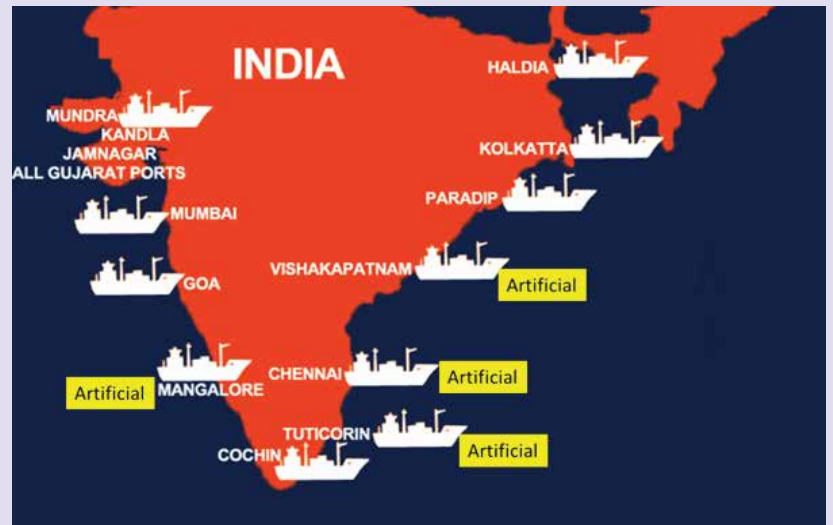 INDIA
HALDIA
MUNDRA
KANDLA
JAMNAGAR
ALL GUJARAT PORTS
KOLKATTA
PARADIP
MUMBAI
VISHAKAPATNAM
GOA
Artificial
CHENNAI
Artificial
Artificial
MANGALORE
TUTICORIN
Artificial
COCHIN